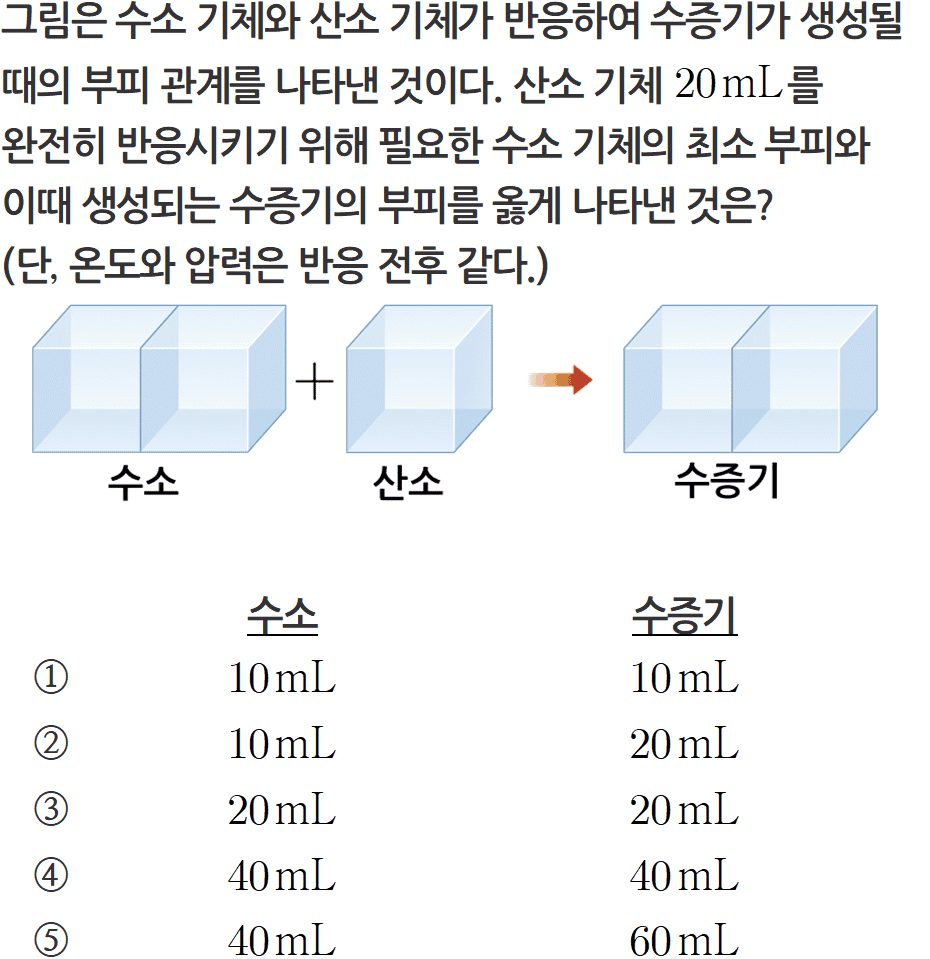 그림은 수소 기체와 산소 기체가 반응하여 수증기가 생성될
때의 부피 관계를 나타낸 것이다. 산소 기체 20 mL를
완전히 반응시키기 위해 필요한 수소 기체의 최소 부피와
이때 생성되는 수증기의 부피를 옳게 나타낸 것은?
(단, 온도와 압력은 반응 전후 같다.)
+
수소 산소 수증기
수소 수증기
① 10 mL 10 mL
② 10 mL 20 mL
③ 20 mL 20 mL
④ 40 mL 40 mL
⑤ 40 mL 60 mL